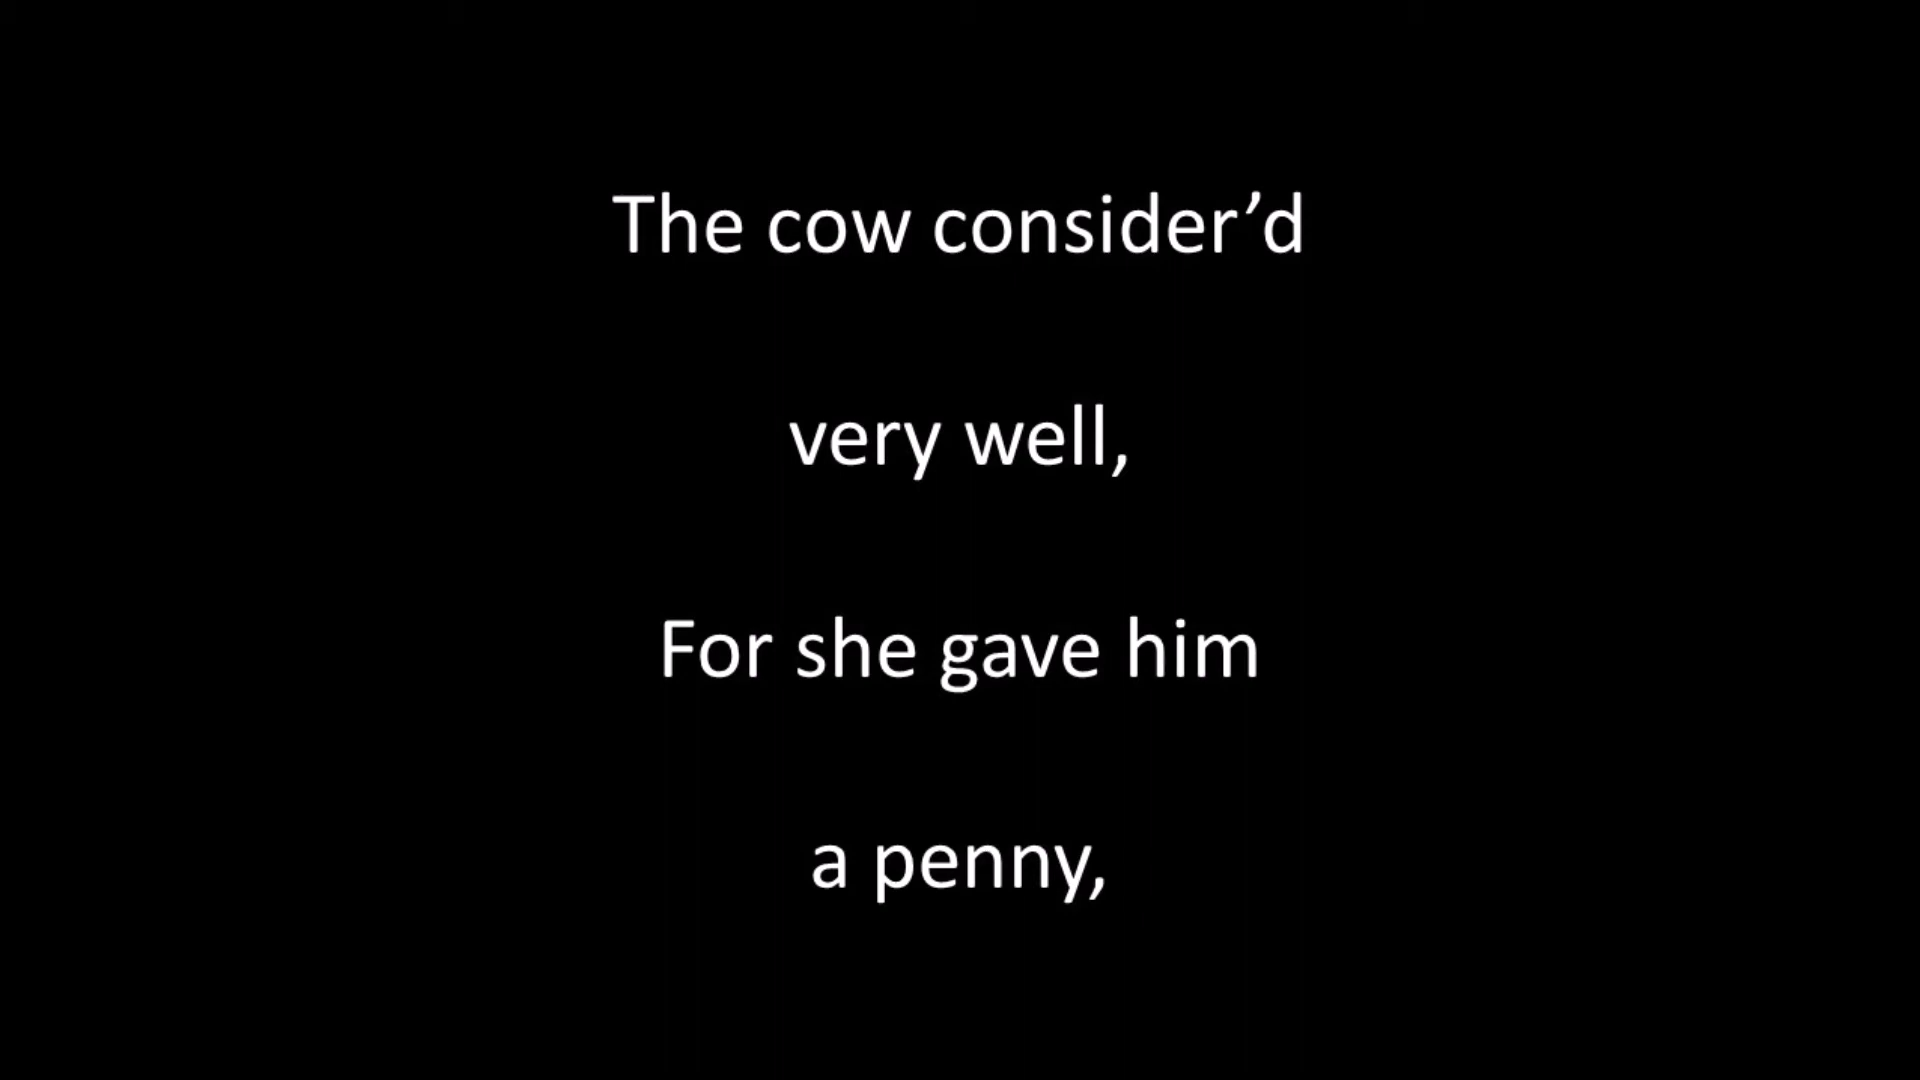 The cow consider’d
very well,
For she gave him
a penny,